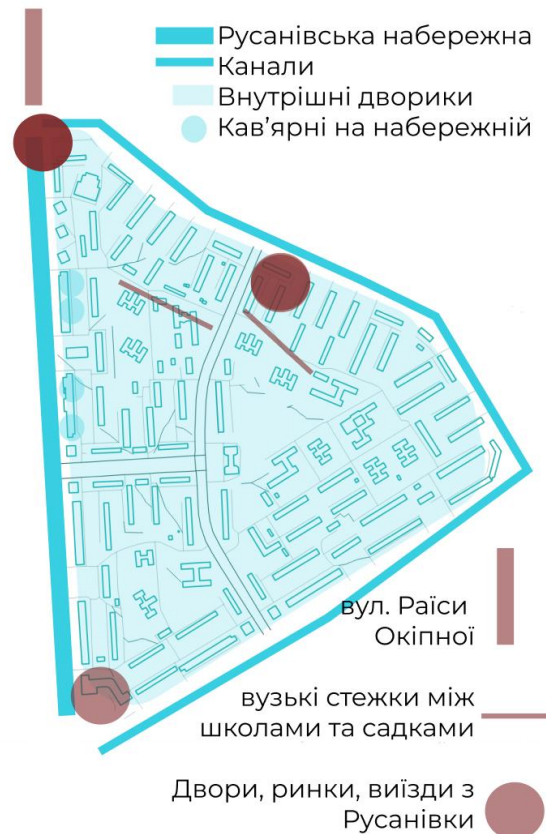 Русанівська набережна
Канали
Внутрішні дворики
Кав’ярні на набережній
вул. Раїси
Окіпної
вузькі стежки між
школами та садками
Двори, ринки, виїзди з
Русанівки